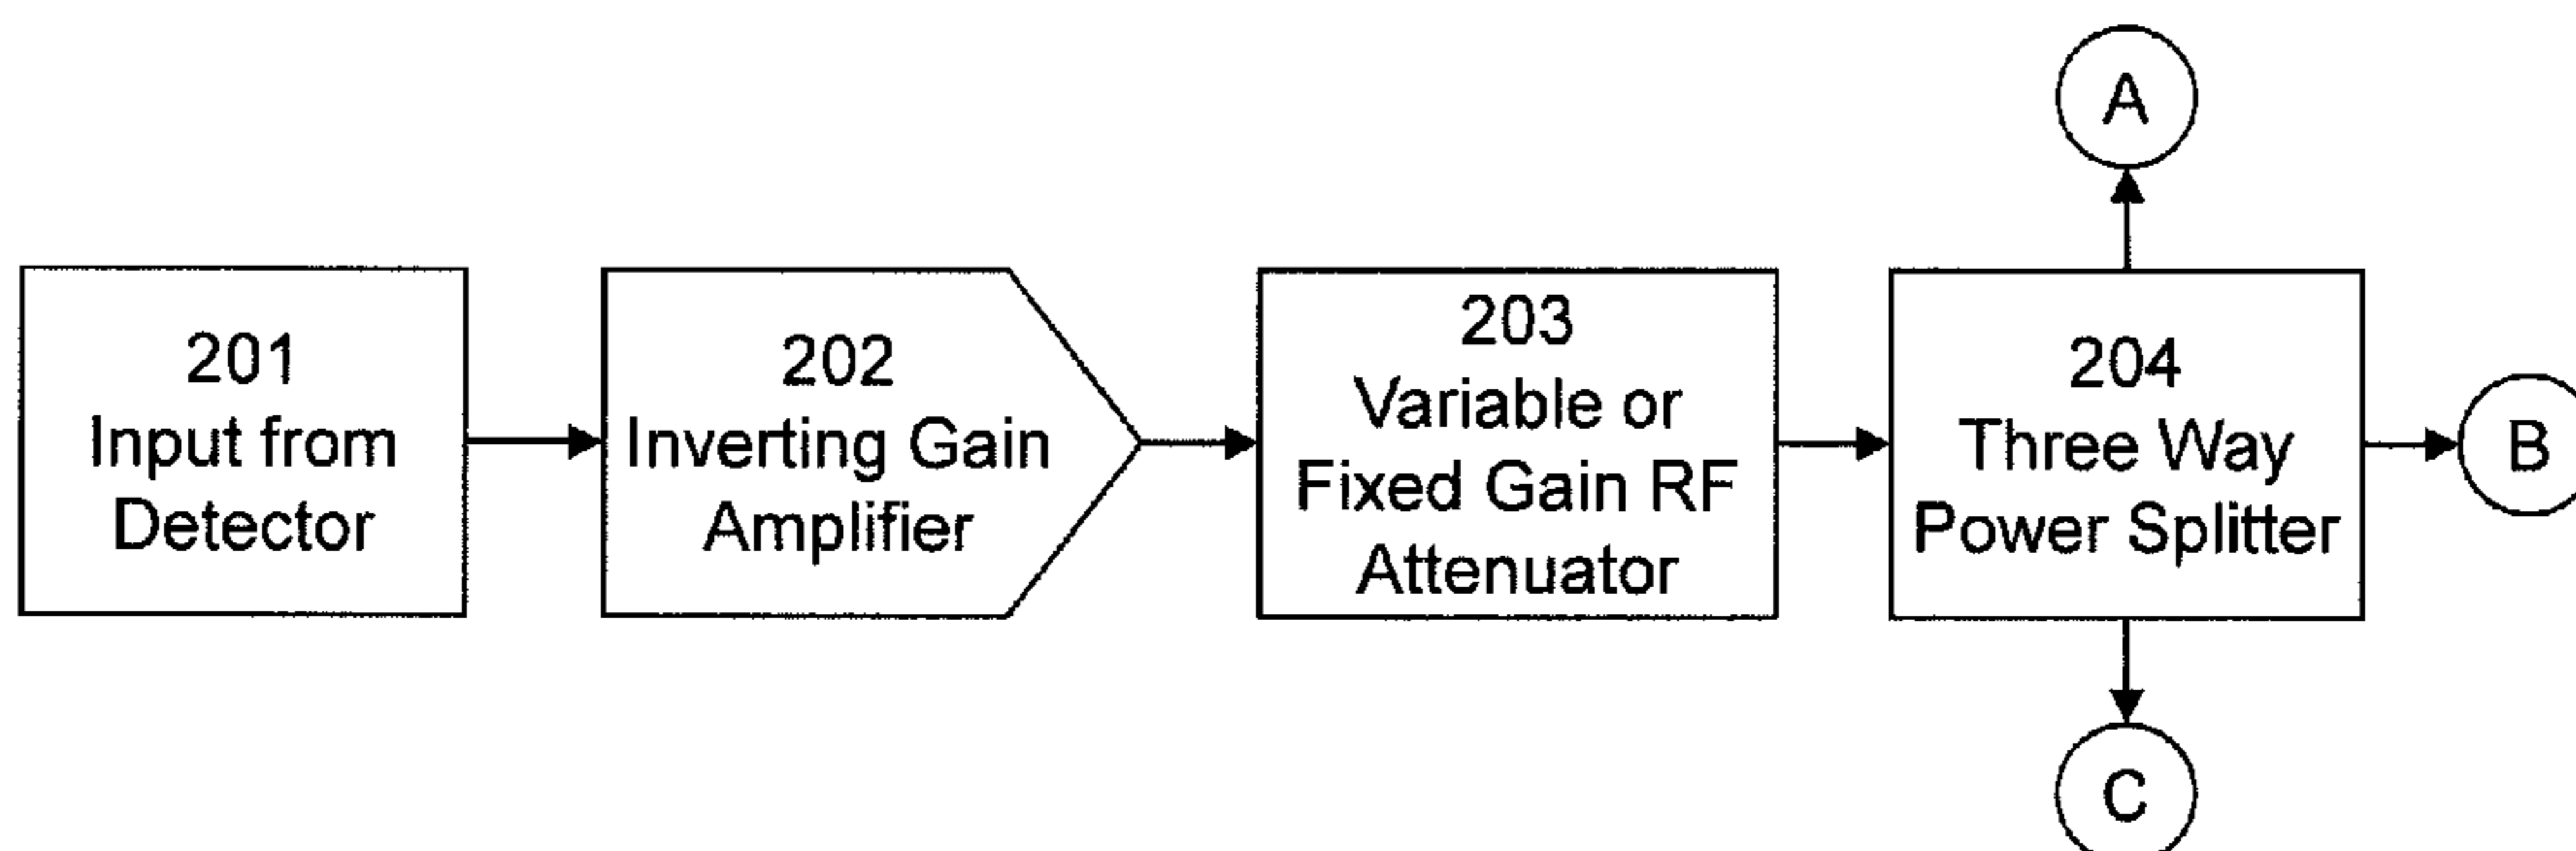 201
Input from
Detector
202
Inverting Gain
Amplifier
203
Variable or
Fixed Gain RF
Attenuator
204
Three Way
Power Splitter
A
B
C